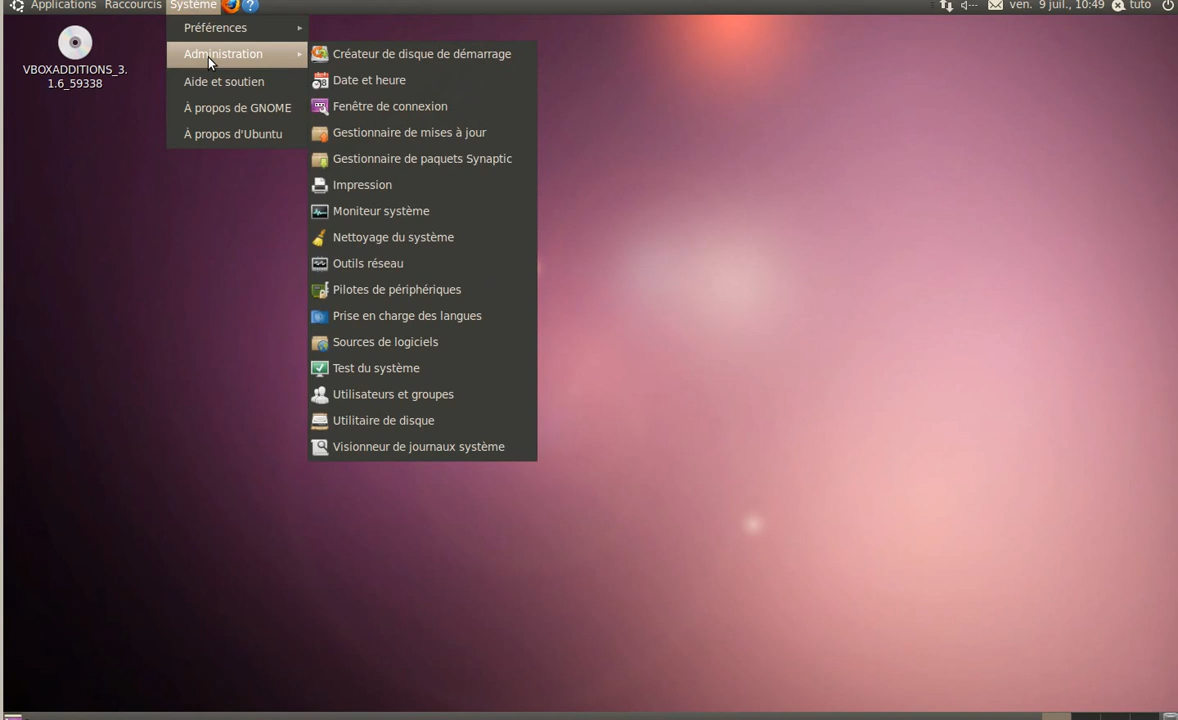 Applications Raccourcis Système ven. 9 juil., 10:49 tuto
VBOXADDITIONS_3.
1.6_59338
Préférences
Administration
Aide et soutien
À propos de GNOME
À propos d'Ubuntu
Créateur de disque de démarrage
Date et heure
Fenêtre de connexion
Gestionnaire de mises à jour
Gestionnaire de paquets Synaptic
Impression
Moniteur système
Nettoyage du système
Outils réseau
Pilotes de périphériques
Prise en charge des langues
Sources de logiciels
Test du système
Utilisateurs et groupes
Utilitaire de disque
Visionneur de journaux système